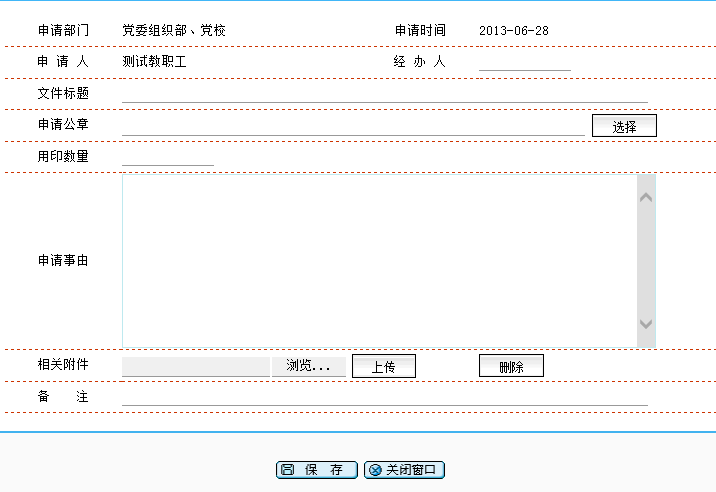 申请部门 党委组织部、党校 申请时间 2013-06-28
申 请 人 测试教职工 经 办 人
文件标题
申请公章 选择
用印数量
申请事由
相关附件 浏览... 上传 删除
备 注
保 存 关闭窗口